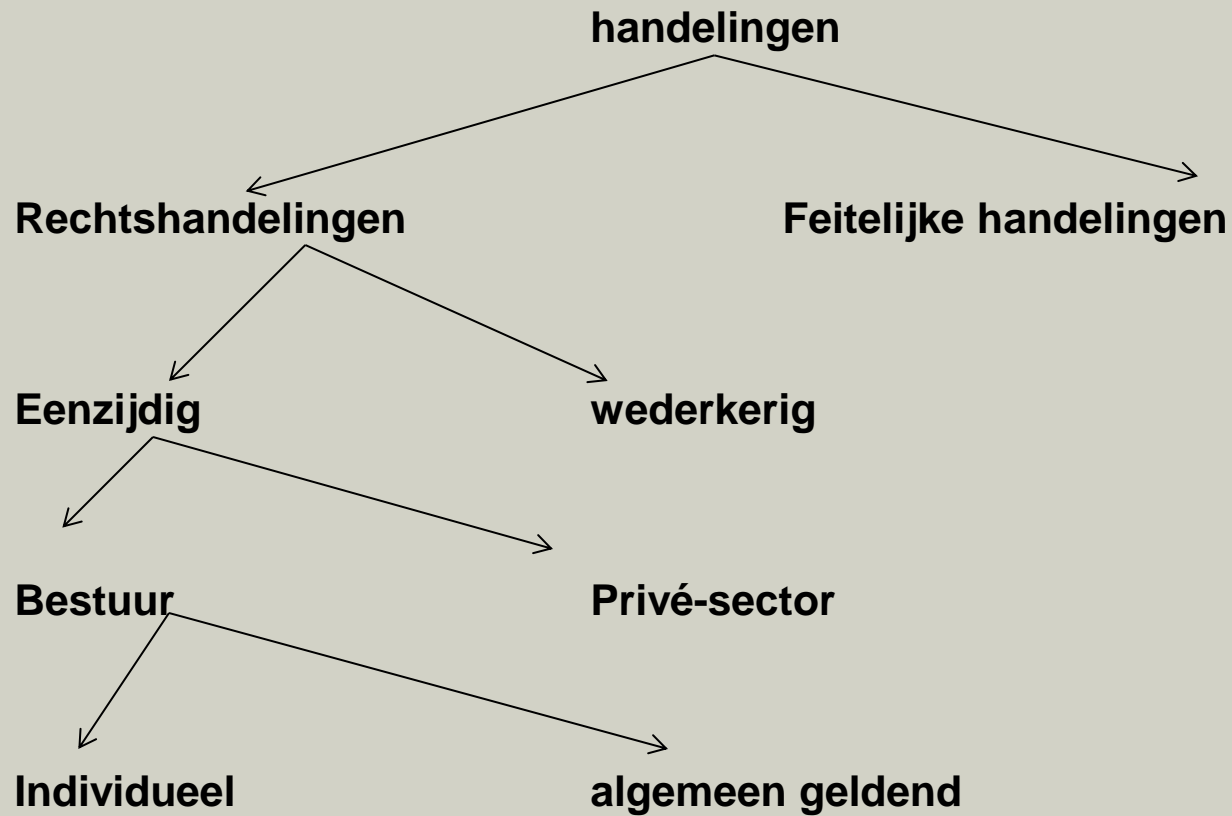 handelingen
Rechtshandelingen Feitelijke handelingen
Eenzijdig wederkerig
Bestuur Privé-sector
Individueel algemeen geldend